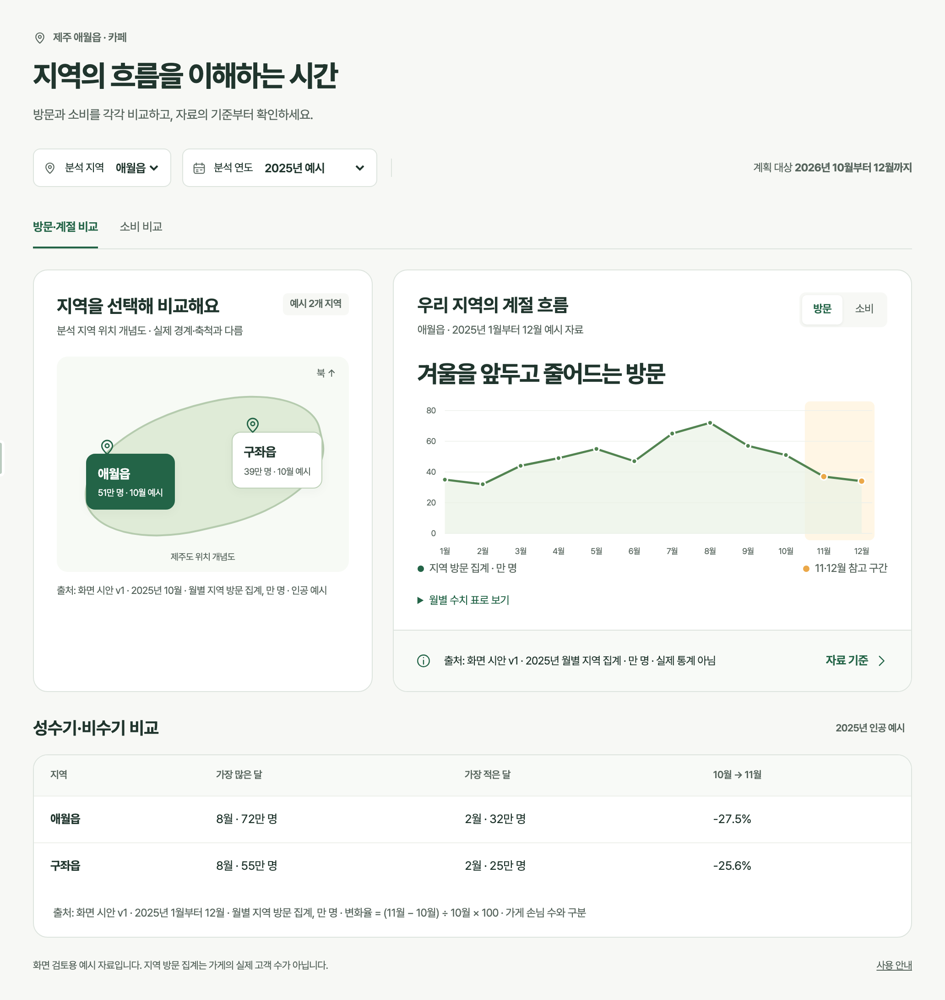 제주 애월읍 · 카페
지역의 흐름을 이해하는 시간
방문과 소비를 각각 비교하고, 자료의 기준부터 확인하세요.
분석 지역 애월읍
분석 연도 2025년 예시
계획 대상 2026년 10월부터 12월까지
방문·계절 비교
소비 비교
지역을 선택해 비교해요
예시 2개 지역
분석 지역 위치 개념도 · 실제 경계·축척과 다름
북 ↑
구좌읍
39만 명 · 10월 예시
애월읍
51만 명 · 10월 예시
제주도 위치 개념도
출처: 화면 시안 v1 · 2025년 10월 · 월별 지역 방문 집계, 만 명 · 인공 예시
우리 지역의 계절 흐름
방문 소비
애월읍 · 2025년 1월부터 12월 예시 자료
겨울을 앞두고 줄어드는 방문
80
60
40
20
0
1월 2월 3월 4월 5월 6월 7월 8월 9월 10월 11월 12월
지역 방문 집계 · 만 명
11·12월 참고 구간
▶ 월별 수치 표로 보기
출처: 화면 시안 v1 · 2025년 월별 지역 집계 · 만 명 · 실제 통계 아님
자료 기준
성수기·비수기 비교
2025년 인공 예시
지역 가장 많은 달 가장 적은 달 10월 → 11월
애월읍 8월 · 72만 명 2월 · 32만 명 -27.5%
구좌읍 8월 · 55만 명 2월 · 25만 명 -25.6%
출처: 화면 시안 v1 · 2025년 1월부터 12월 · 월별 지역 방문 집계, 만 명 · 변화율 = (11월 − 10월) ÷ 10월 × 100 · 가게 손님 수와 구분
화면 검토용 예시 자료입니다. 지역 방문 집계는 가게의 실제 고객 수가 아닙니다.
사용 안내